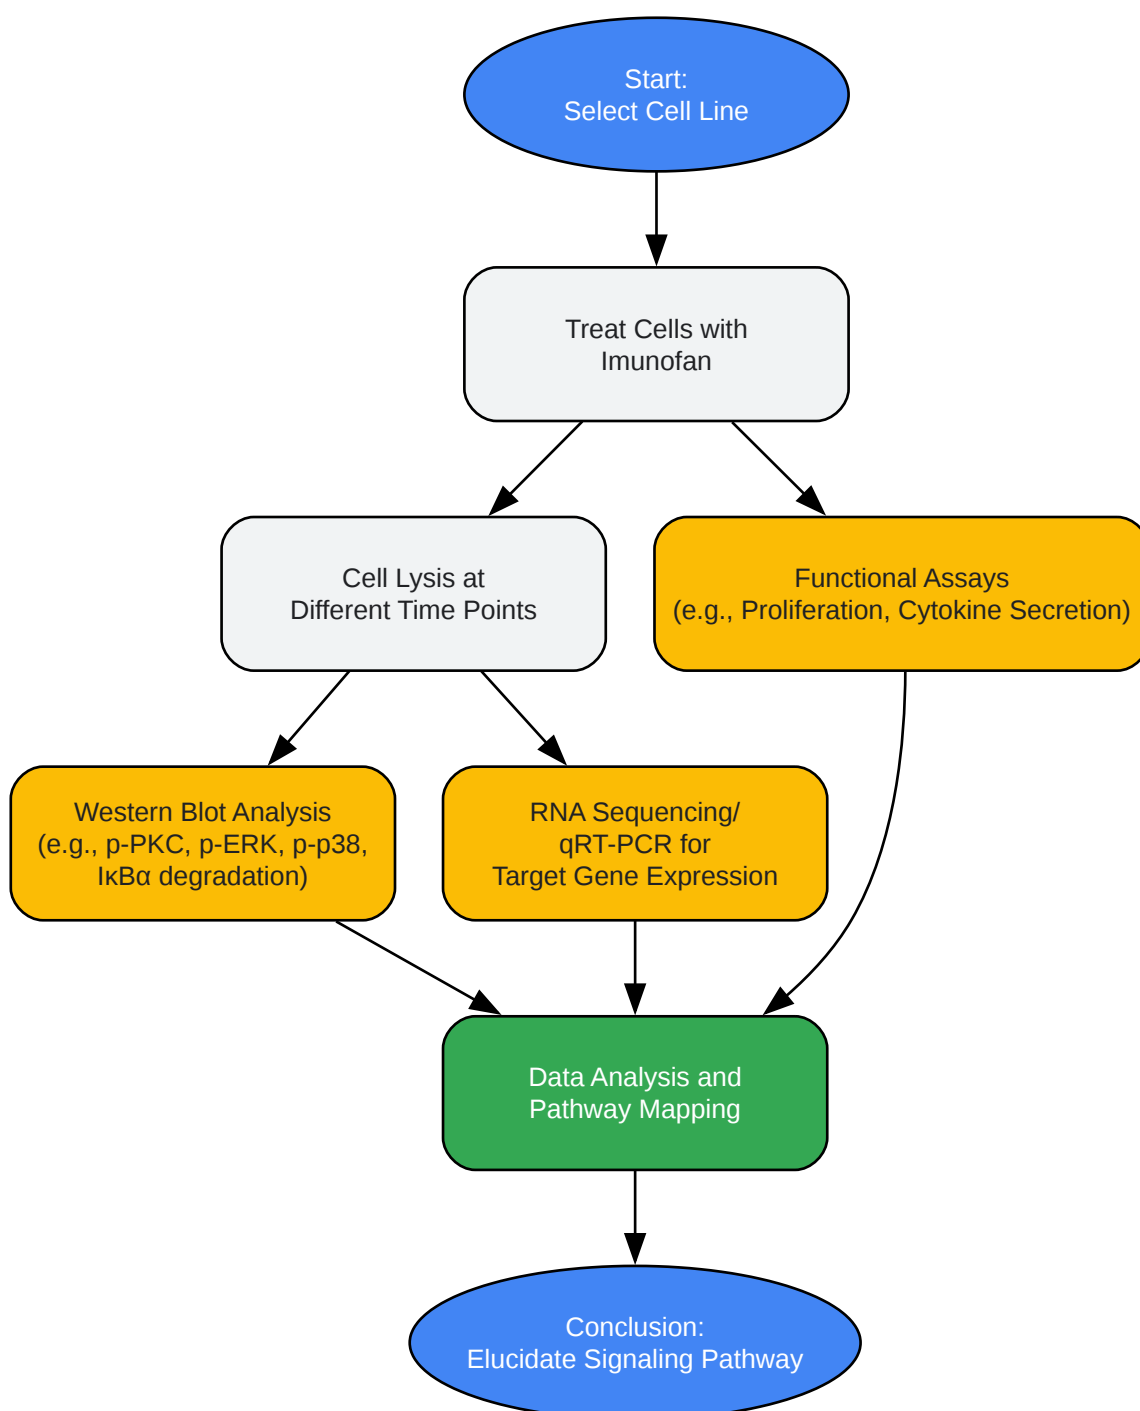 Start:
Select Cell Line
Treat Cells with
Imunofan
Cell Lysis at
Different Time Points
Functional Assays
(e.g., Proliferation, Cytokine Secretion)
Western Blot Analysis
(e.g., p-PKC, p-ERK, p-p38,
IκBα degradation)
RNA Sequencing/
qRT-PCR for
Target Gene Expression
Data Analysis and
Pathway Mapping
Conclusion:
Elucidate Signaling Pathway